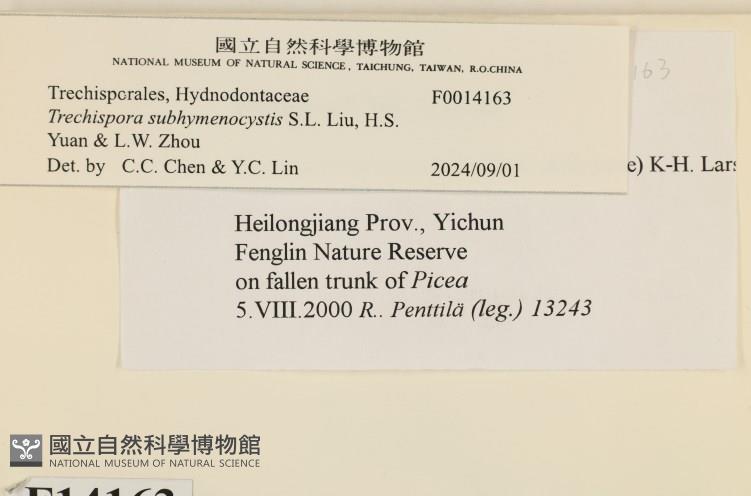 國立自然科學博物館
NATIONAL MUSEUM OF NATURAL SCIENCE, TAICHUNG, TAIWAN, R.O.CHINA
Trechisporales, Hydnodontaceae F0014163
Trechispora subhymenocystis S.L. Liu, H.S.
Yuan & L.W. Zhou
Det. by C.C. Chen & Y.C. Lin 2024/09/01
163
e) K-H. Lars
Heilongjiang Prov., Yichun
Fenglin Nature Reserve
on fallen trunk of Picea
5.VIII.2000 R.. Penttilä (leg.) 13243
國立自然科學博物館
NATIONAL MUSEUM OF NATURAL SCIENCE
F14163